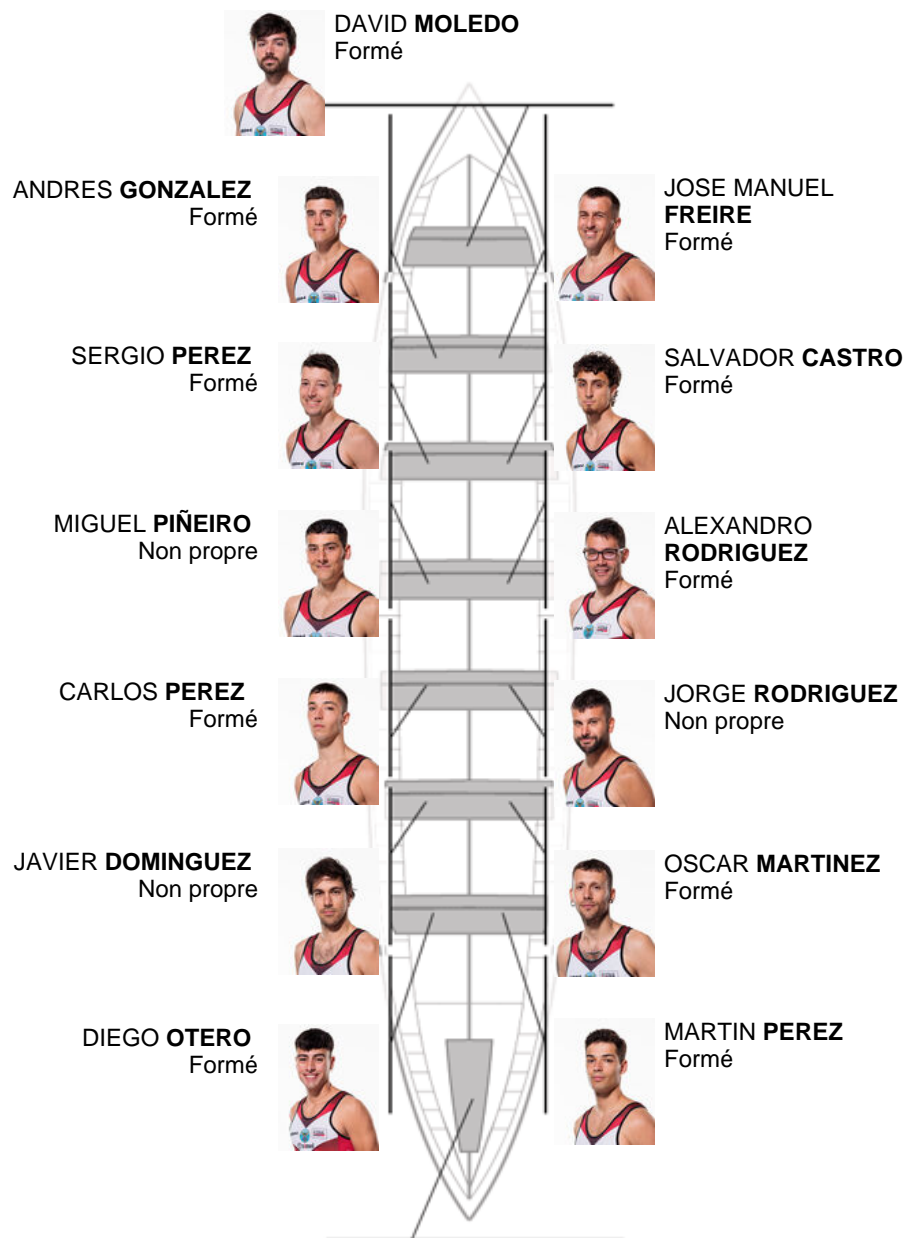 DAVID MOLEDO
Formé
ANDRES GONZALEZ
Formé
JOSE MANUEL
FREIRE
Formé
SERGIO PEREZ
Formé
SALVADOR CASTRO
Formé
MIGUEL PIÑEIRO
Non propre
ALEXANDRO
RODRIGUEZ
Formé
CARLOS PEREZ
Formé
JORGE RODRIGUEZ
Non propre
JAVIER DOMINGUEZ
Non propre
OSCAR MARTINEZ
Formé
DIEGO OTERO
Formé
MARTIN PEREZ
Formé